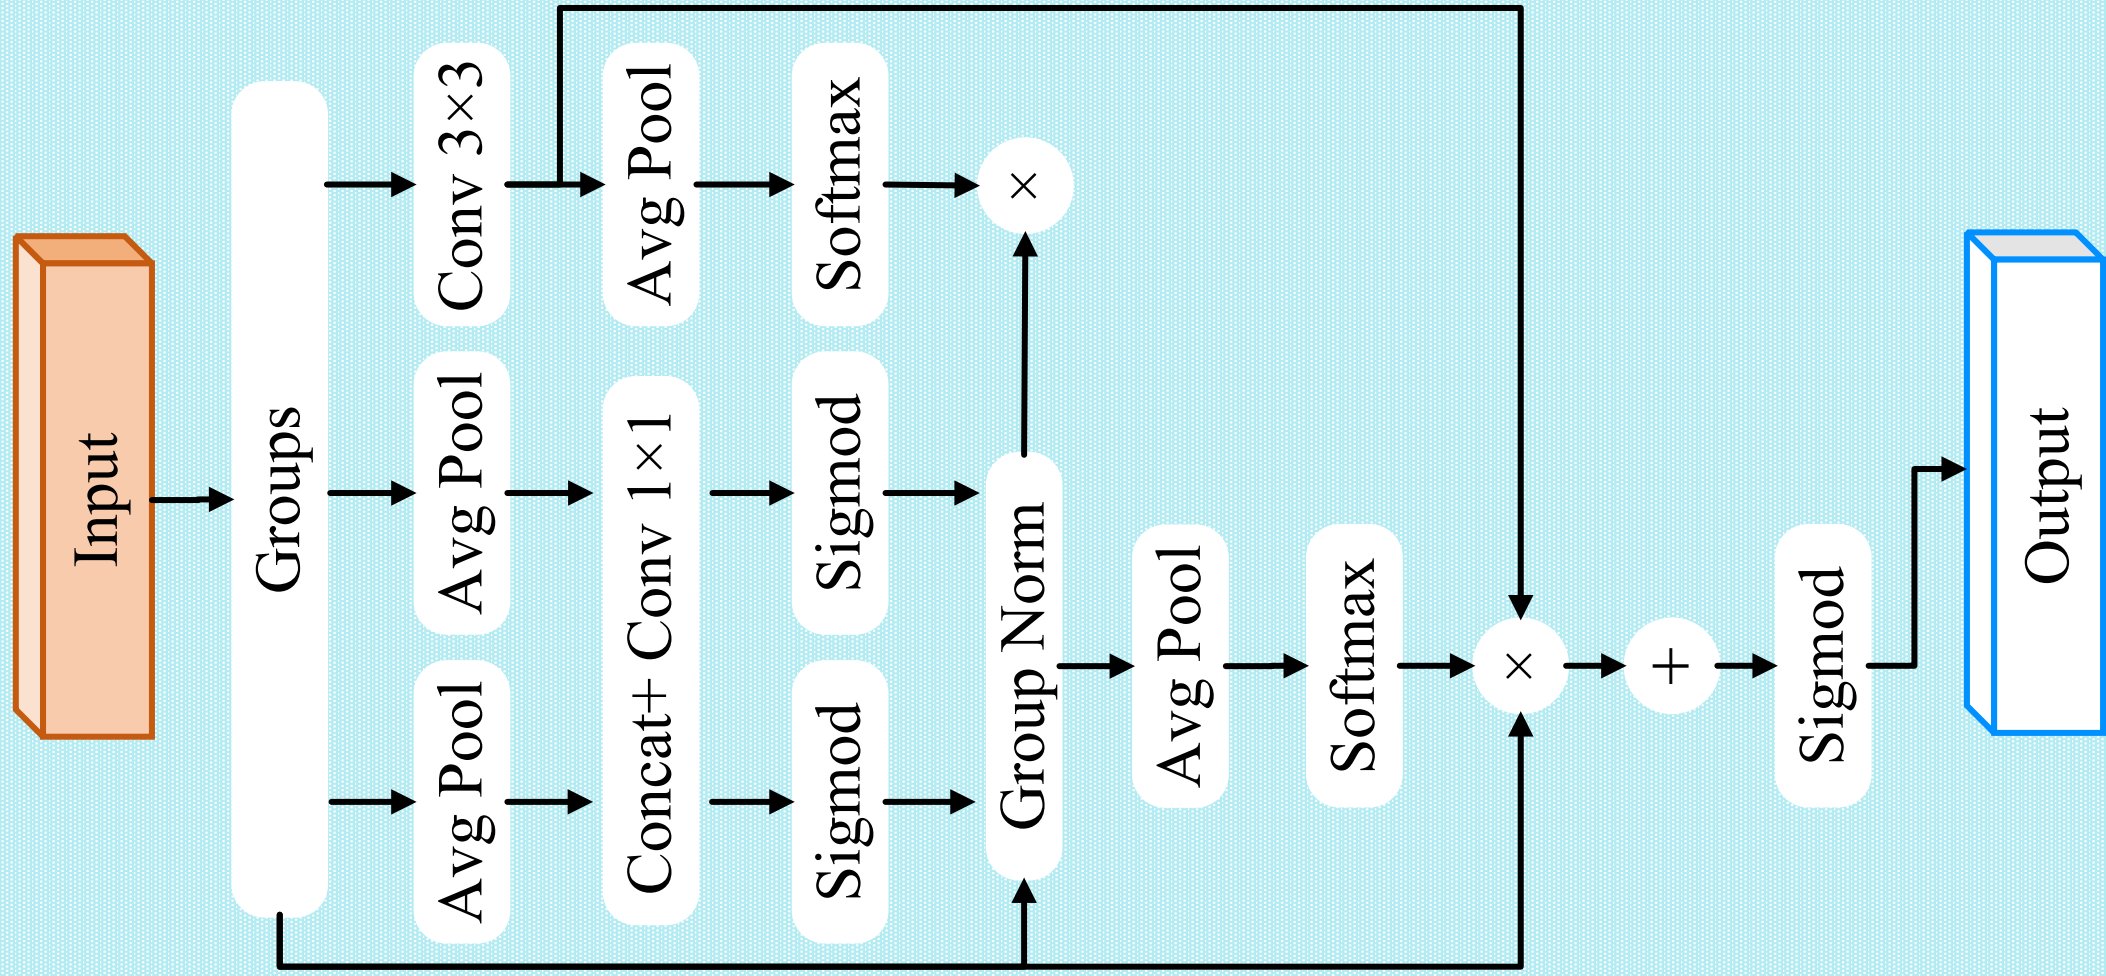 Input
Groups
Conv 3×3
Avg Pool
Avg Pool
Avg Pool
Concat+ Conv 1×1
Softmax
Sigmod
Sigmod
×
Group Norm
Avg Pool
Softmax
×
+
Sigmod
Output